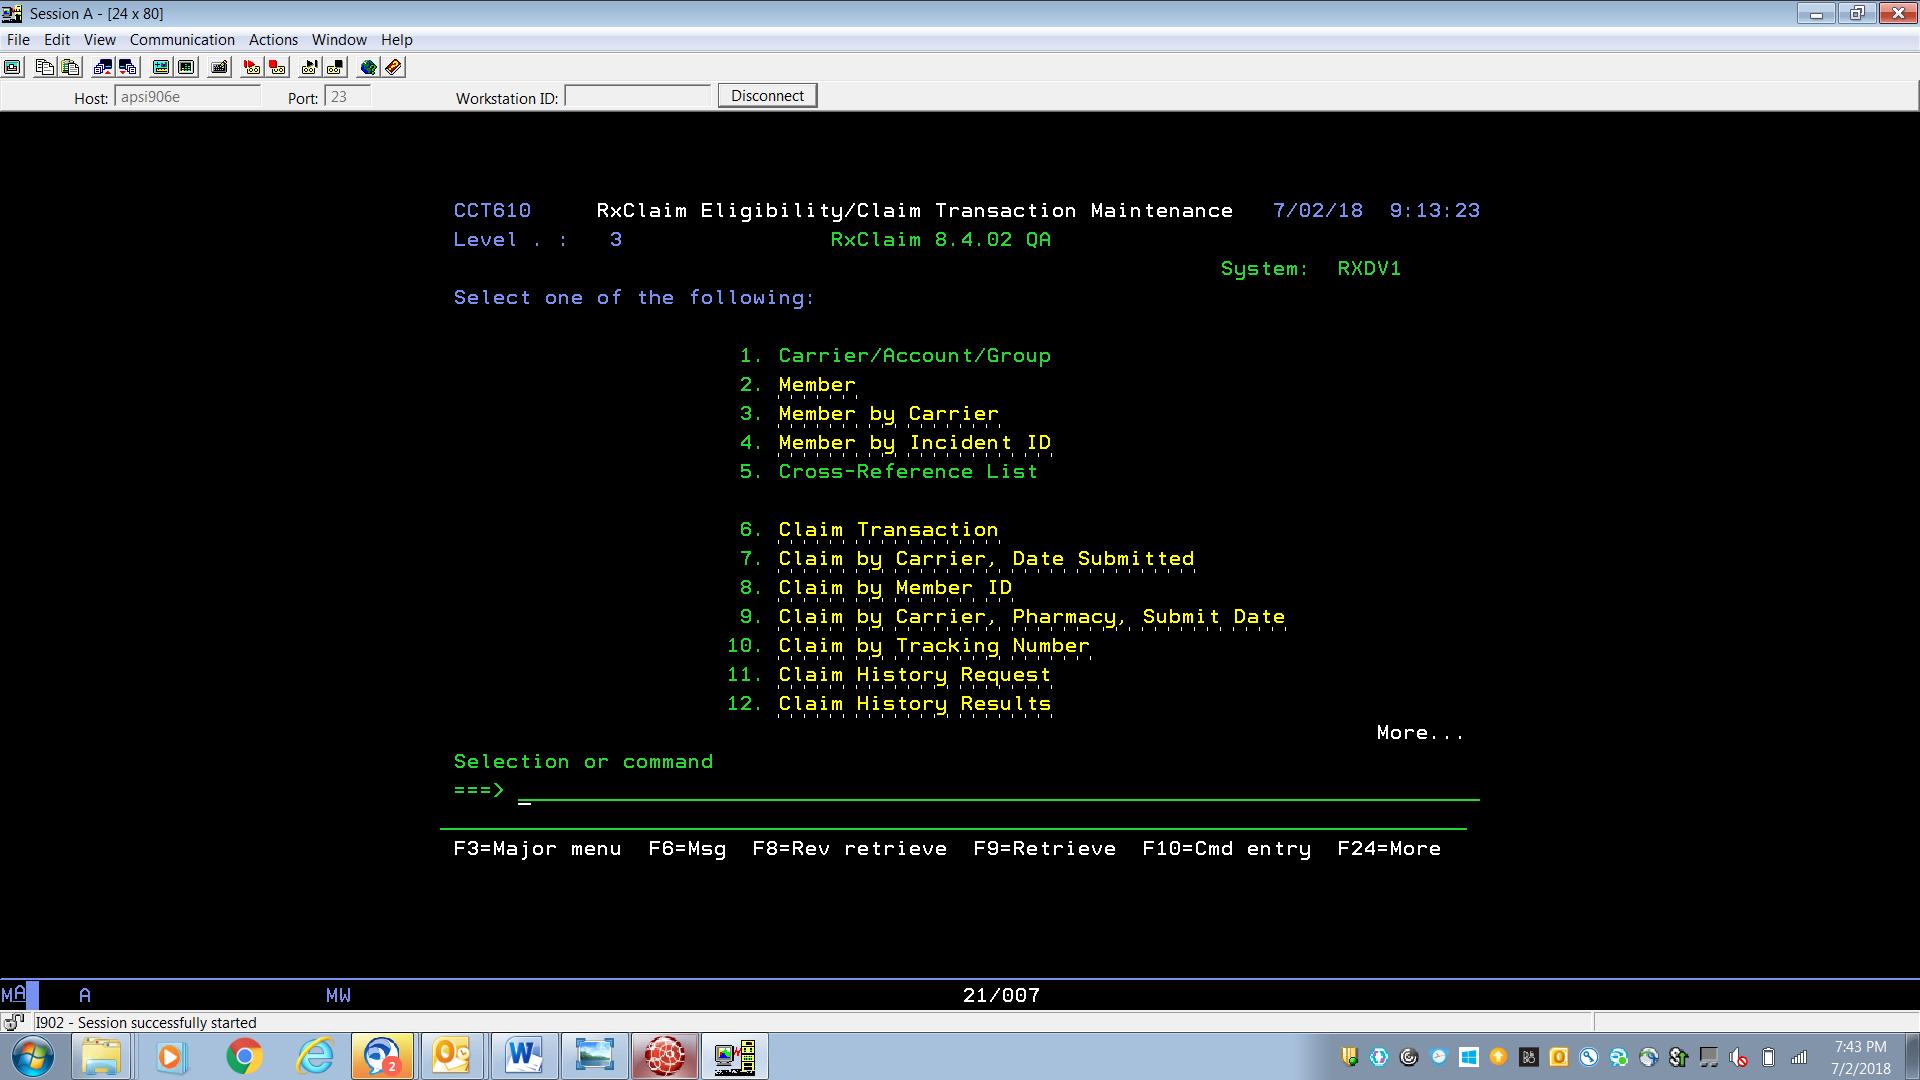 Session A - [24 x 80]
File Edit View Communication Actions Window Help
Host: apsi906e Port: 23 Workstation ID: Disconnect
CCT610 RxClaim Eligibility/Claim Transaction Maintenance 7/02/18 9:13:23
Level . : 3 RxClaim 8.4.02 QA
System: RXDV1
Select one of the following:
1. Carrier/Account/Group
2. Member
3. Member by Carrier
4. Member by Incident ID
5. Cross-Reference List
6. Claim Transaction
7. Claim by Carrier, Date Submitted
8. Claim by Member ID
9. Claim by Carrier, Pharmacy, Submit Date
10. Claim by Tracking Number
11. Claim History Request
12. Claim History Results
More...
Selection or command
===>
F3=Major menu F6=Msg F8=Rev retrieve F9=Retrieve F10=Cmd entry F24=More
MA A MW 21/007
I902 - Session successfully started
2
7:43 PM
7/2/2018